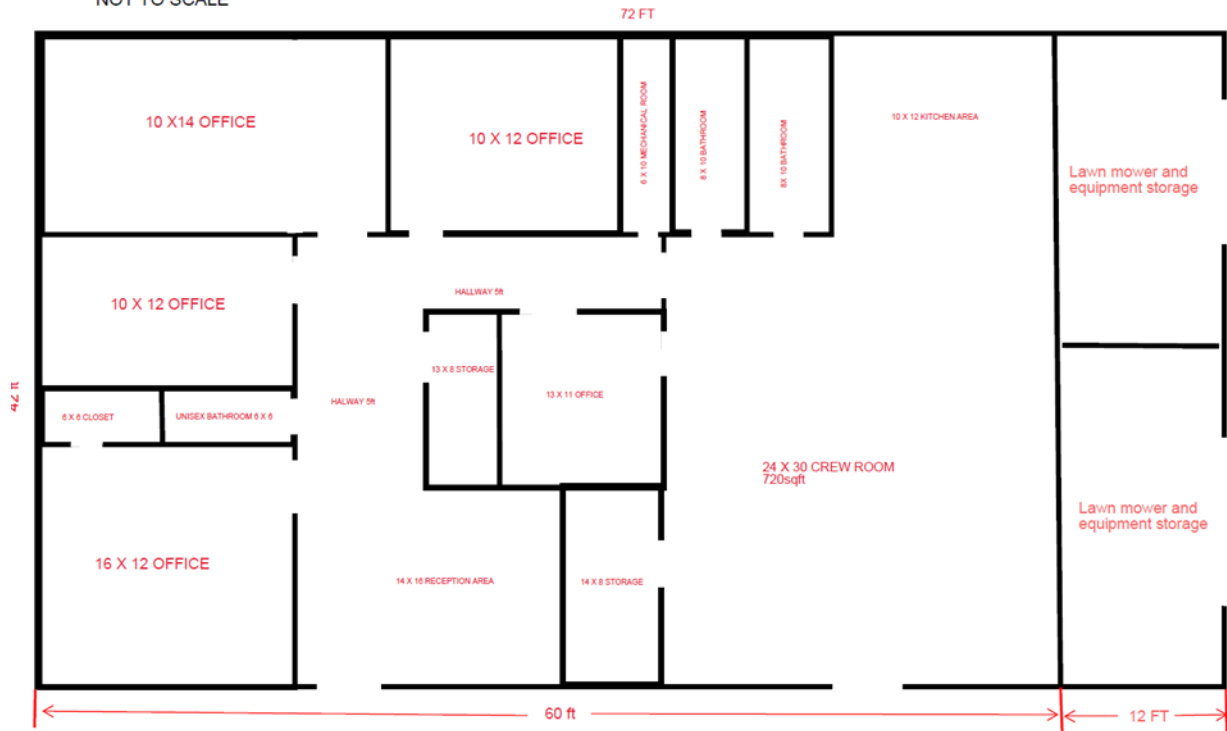 NOT TO SCALE
72 FT
10 X14 OFFICE
10 X 12 OFFICE
6 X 10 MECHANICAL ROOM
8 X 10 BATHROOM
8X 10 BATHROOM
10 X 12 KITCHEN AREA
Lawn mower and
equipment storage
10 X 12 OFFICE
HALLWAY 5ft
13 X 8 STORAGE
13 X 11 OFFICE
42 ft
6 X 6 CLOSET
UNISEX BATHROOM 6 X 6
HALWAY 5ft
24 X 30 CREW ROOM
720sqft
Lawn mower and
equipment storage
16 X 12 OFFICE
14 X 16 RECEPTION AREA
14 X 8 STORAGE
60 ft
12 FT